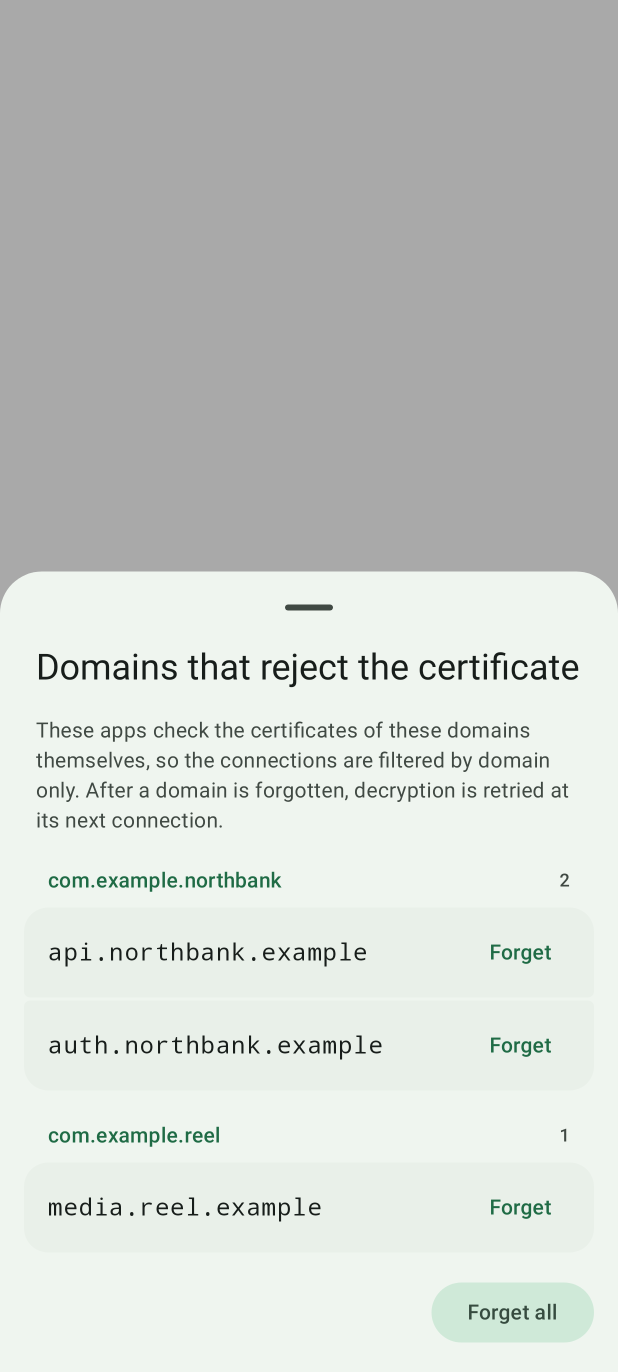 Domains that reject the certificate
These apps check the certificates of these domains
themselves, so the connections are filtered by domain
only. After a domain is forgotten, decryption is retried at
its next connection.
com.example.northbank 2
api.northbank.example Forget
auth.northbank.example Forget
com.example.reel 1
media.reel.example Forget
Forget all